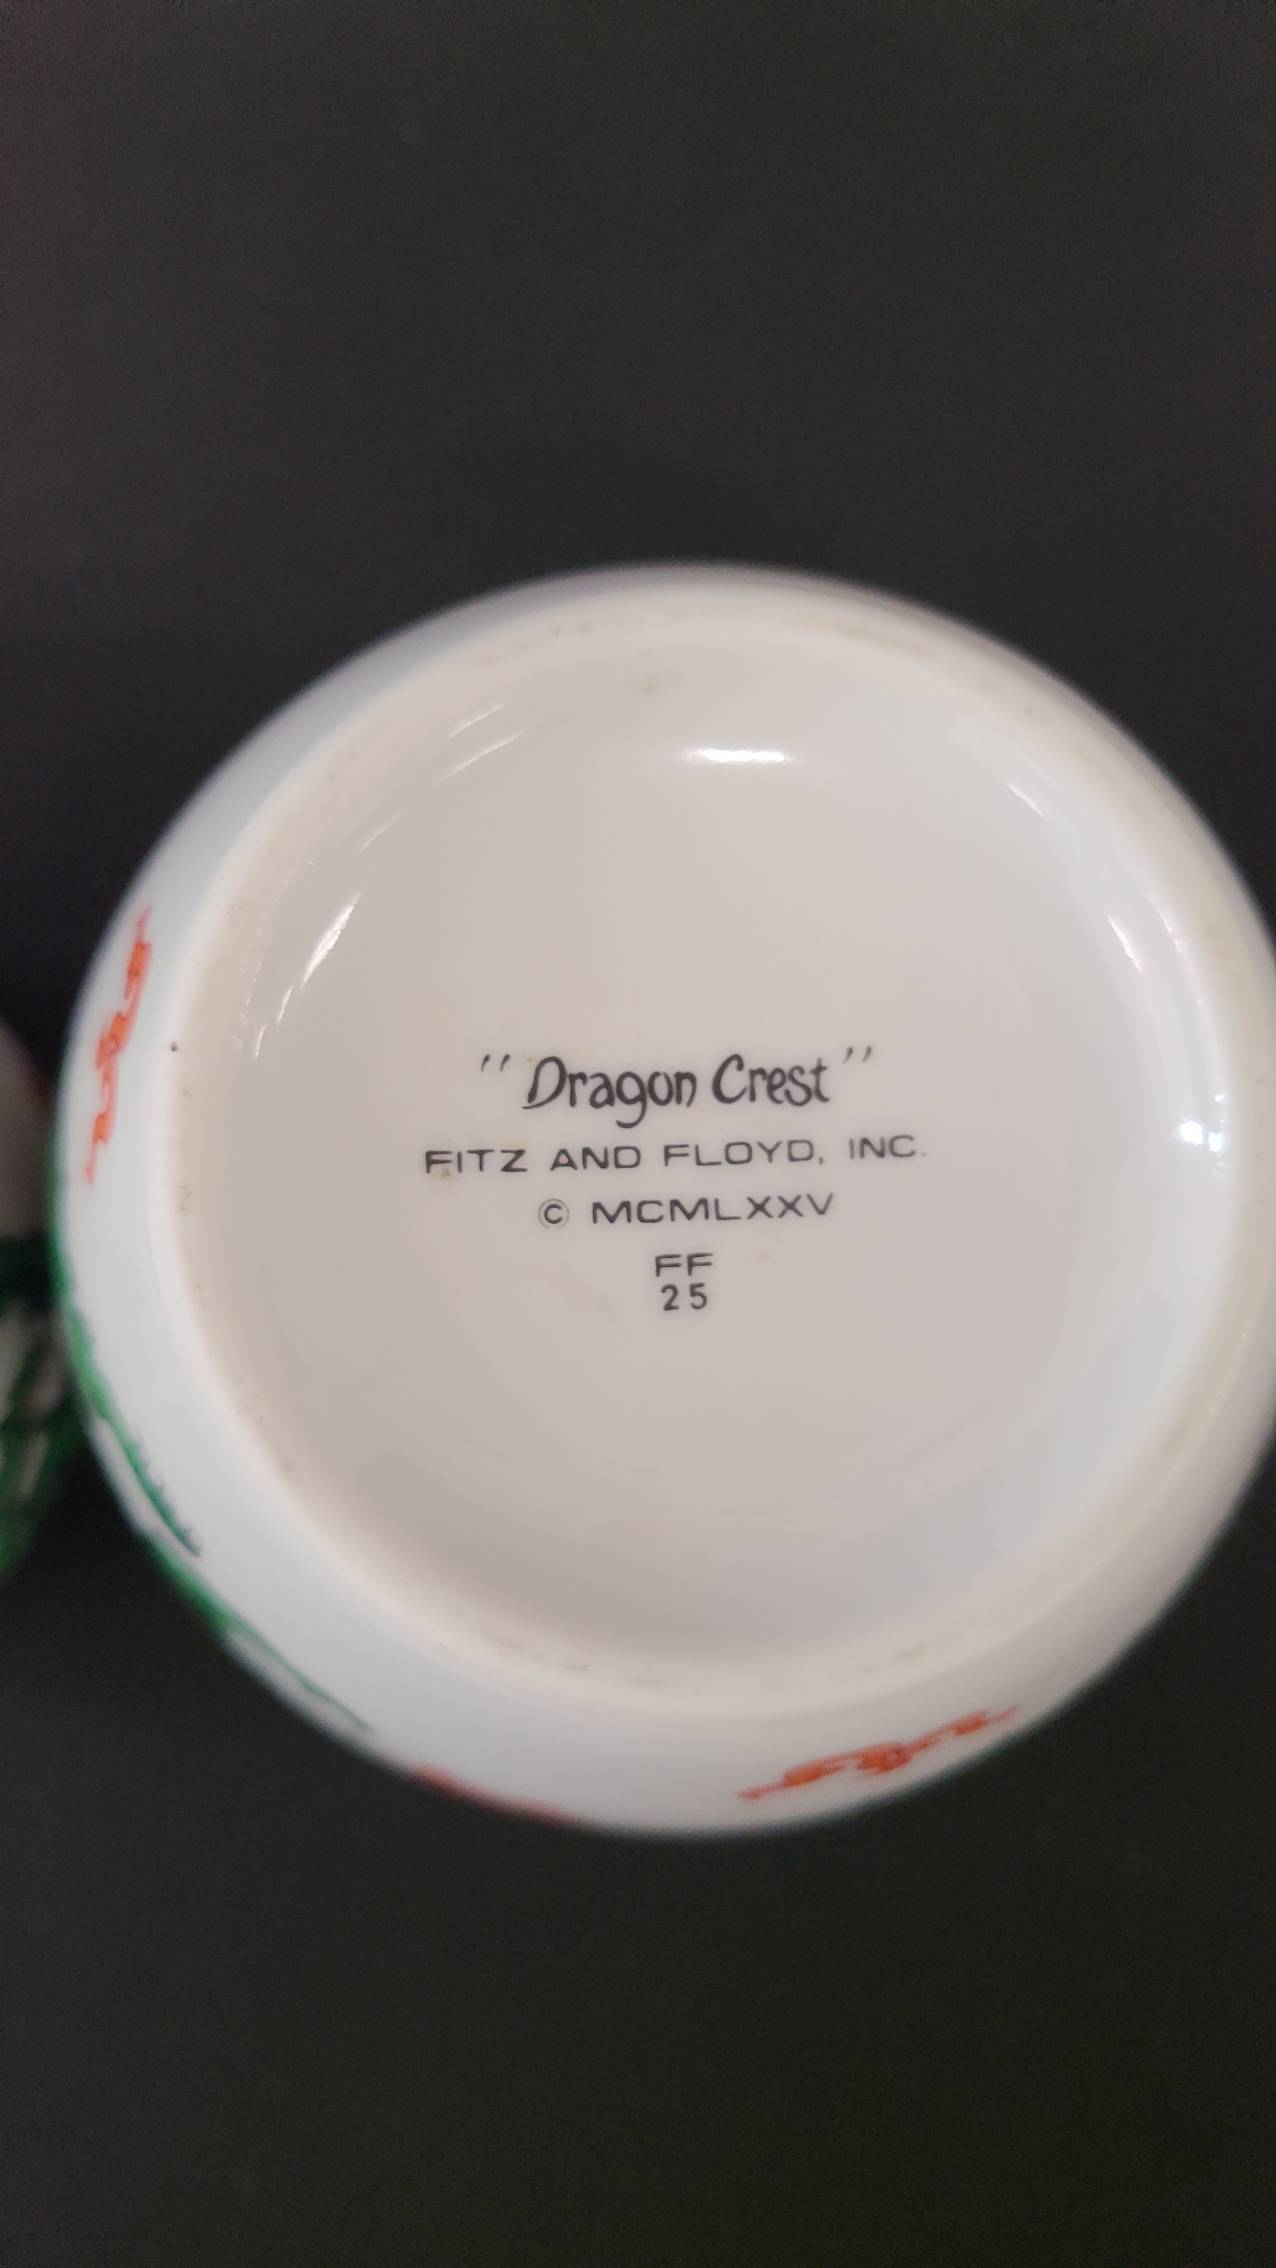 "Dragon Crest"
FITZ AND FLOYD, INC.
© MCMLXXV
FF
25